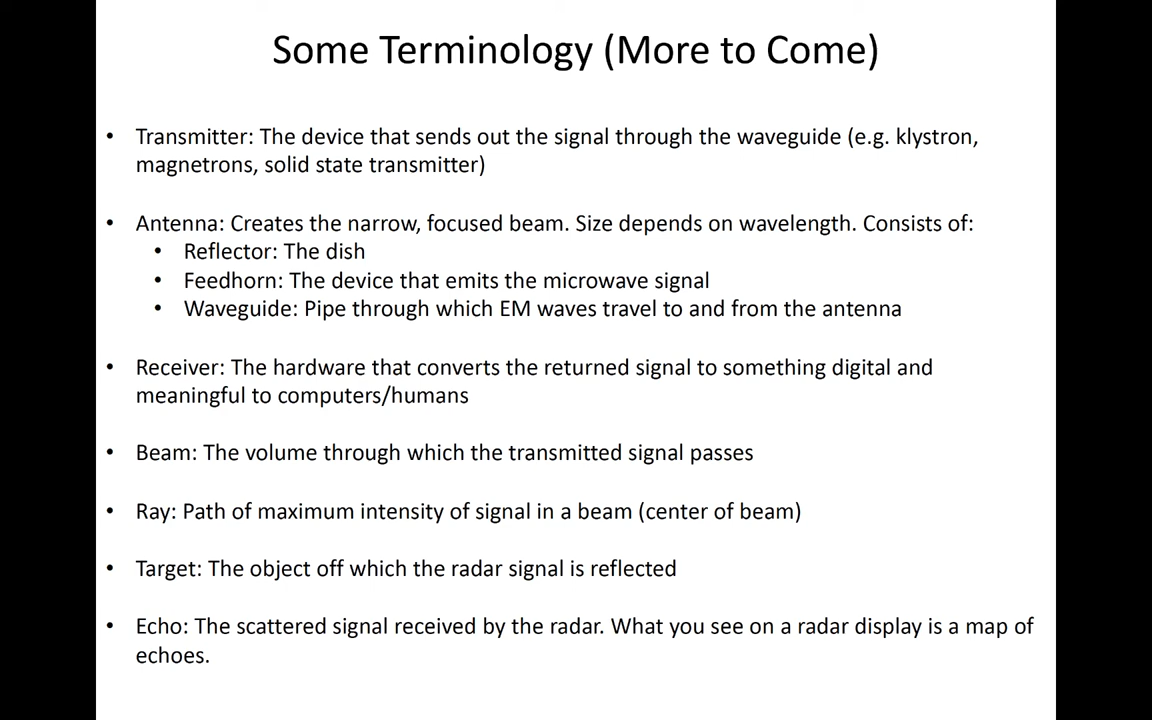 Some Terminology (More to Come)
• Transmitter: The device that sends out the signal through the waveguide (e.g. klystron,
magnetrons, solid state transmitter)
• Antenna: Creates the narrow, focused beam. Size depends on wavelength. Consists of:
• Reflector: The dish
• Feedhorn: The device that emits the microwave signal
• Waveguide: Pipe through which EM waves travel to and from the antenna
• Receiver: The hardware that converts the returned signal to something digital and
meaningful to computers/humans
• Beam: The volume through which the transmitted signal passes
• Ray: Path of maximum intensity of signal in a beam (center of beam)
• Target: The object off which the radar signal is reflected
• Echo: The scattered signal received by the radar. What you see on a radar display is a map of
echoes.